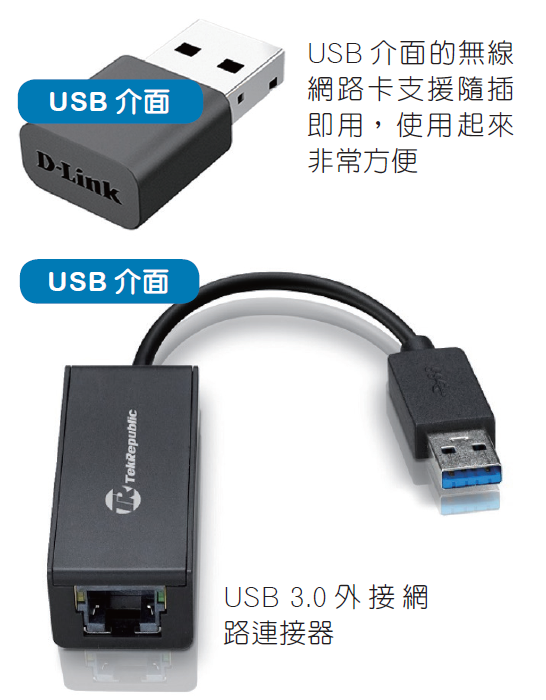 USB 介面的無線
網路卡支援隨插
即用，使用起來
非常方便
USB 介面
D-Link
USB 介面
TekRepublic
USB 3.0 外接網
路連接器